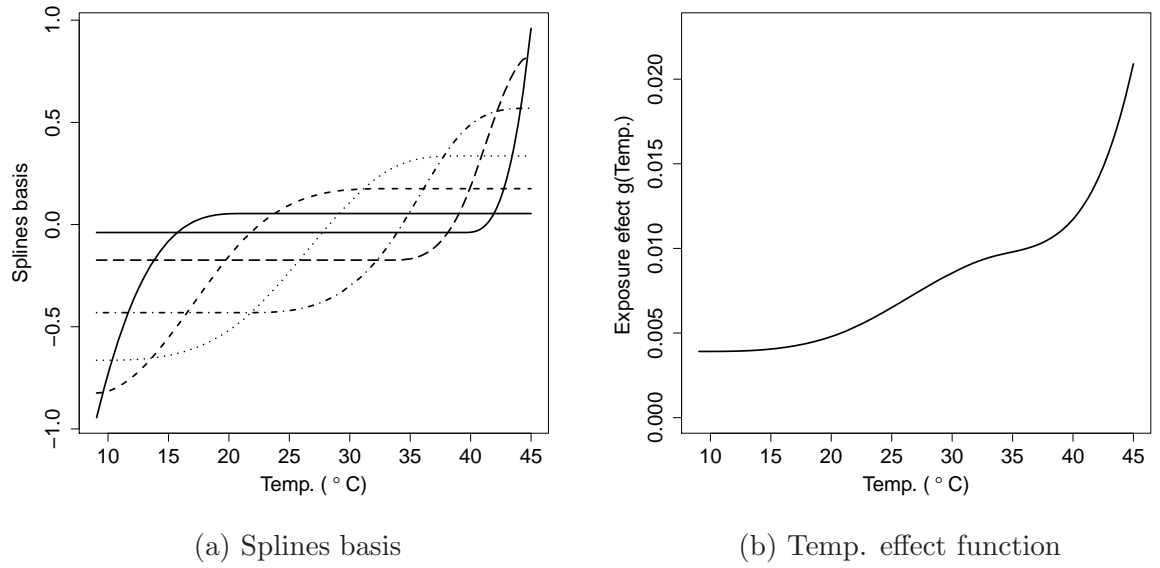 Splines basis
1.0
0.5
0.0
−0.5
−1.0
10 15 20 25 30 35 40 45
Temp. ( ° C)
(a) Splines basis
Exposure efect g(Temp.)
0.020
0.015
0.010
0.005
0.000
10 15 20 25 30 35 40 45
Temp. ( ° C)
(b) Temp. effect function